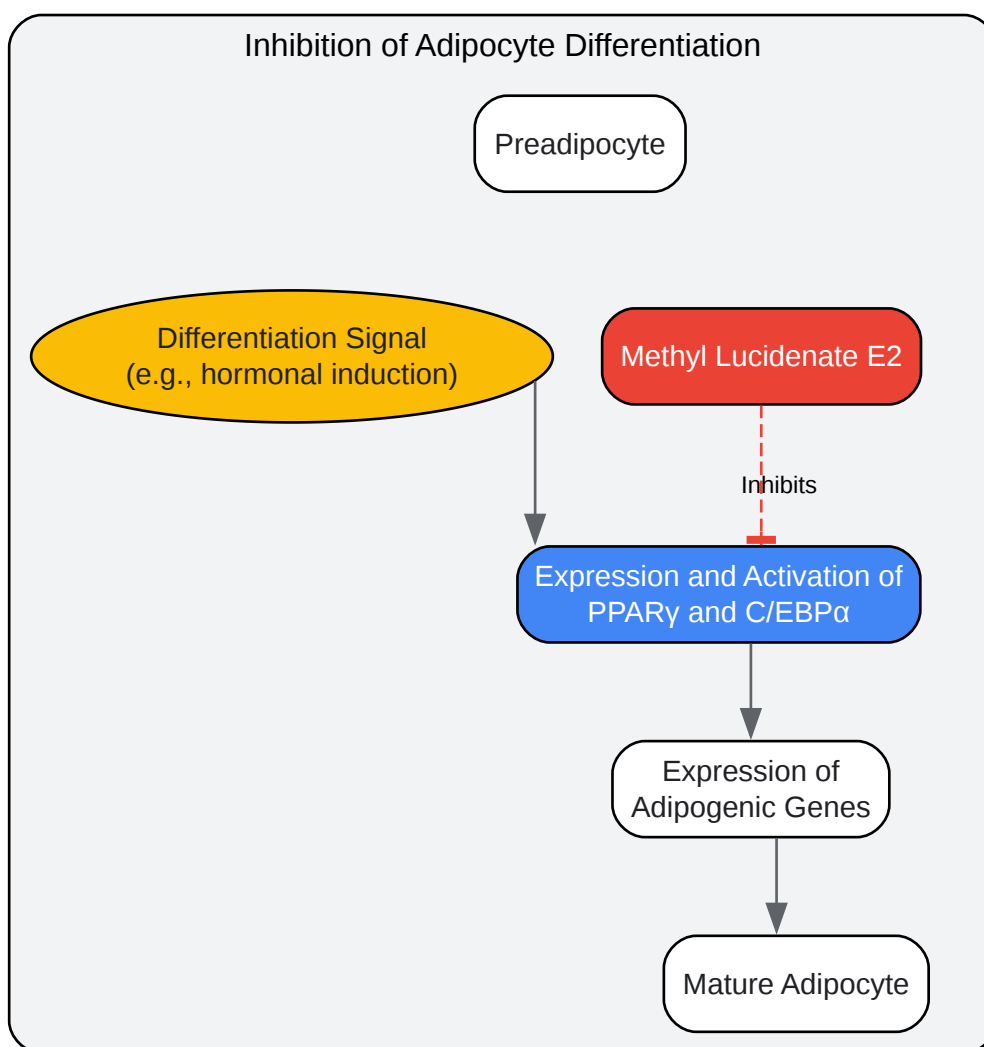 Inhibition of Adipocyte Differentiation
Preadipocyte
Differentiation Signal
(e.g., hormonal induction)
Methyl Lucidenate E2
Inhibits
Expression and Activation of
PPARγ and C/EBPα
Expression of
Adipogenic Genes
Mature Adipocyte